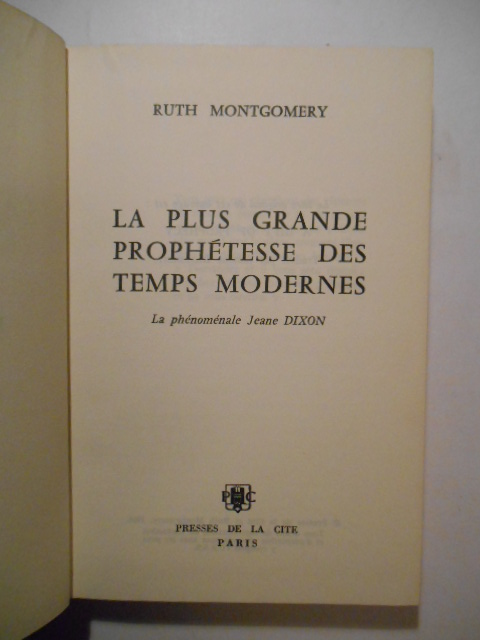 RUTH MONTGOMERY
LA PLUS GRANDE
PROPHÉTESSE DES
TEMPS MODERNES
La phénoménale Jeane DIXON
P C
PRESSES DE LA CITE
PARIS